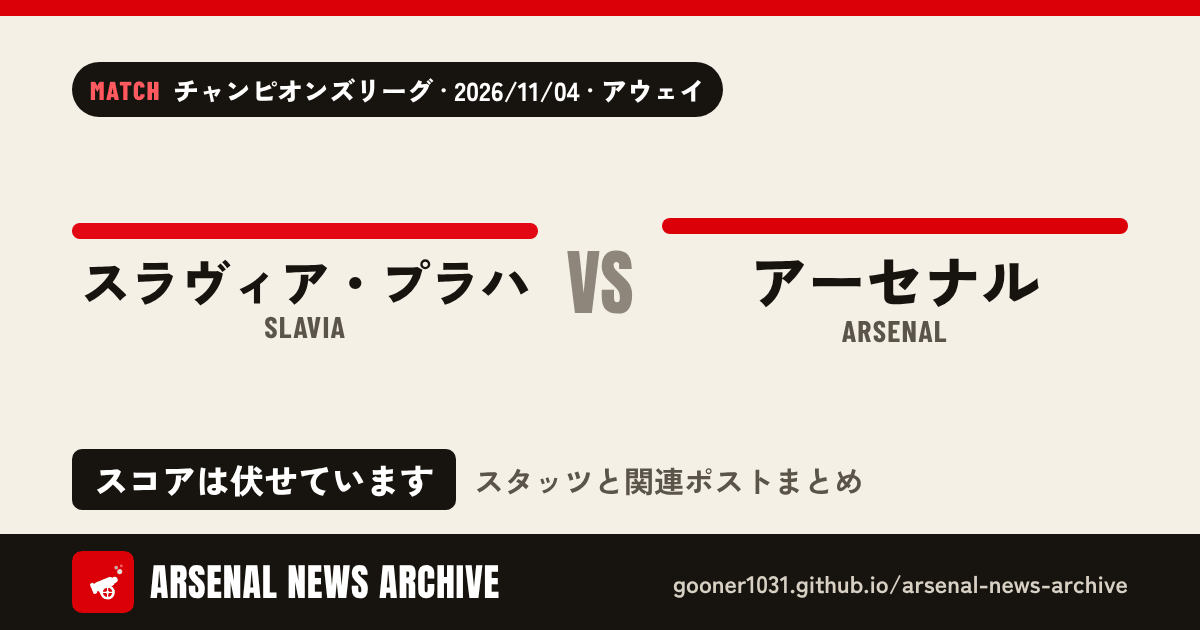 MATCH チャンピオンズリーグ · 2026/11/04 · アウェイ
スラヴィア・プラハ
SLAVIA
VS
アーセナル
ARSENAL
スコアは伏せています
スタッツと関連ポストまとめ
ARSENAL NEWS ARCHIVE
gooner1031.github.io/arsenal-news-archive